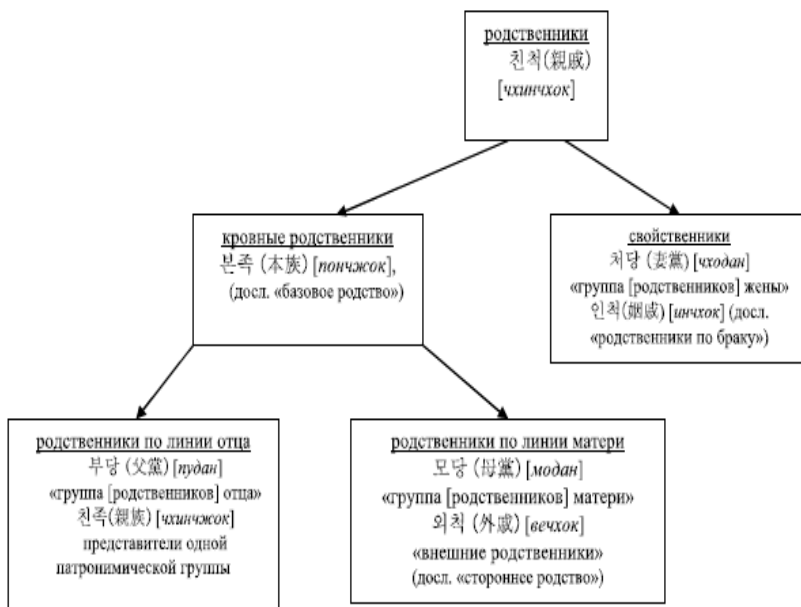 родственники
친척(親戚)
[чхинчхок]
кровные родственники
본족 (本族) [пончжок],
(досл. «базовое родство»)
свойственники
처당 (妻黨) [чходан]
«группа [родственников] жены»
인척(姻戚) [инчхок] (досл.
«родственники по браку»)
родственники по линии отца
부당 (父黨) [пудан]
«группа [родственников] отца»
친족(親族) [чхинчжок]
представители одной
патронимической группы
родственники по линии матери
모당 (母黨) [модан]
«группа [родственников] матери»
외척 (外戚) [вечхок]
«внешние родственники»
(досл. «стороннее родство»)